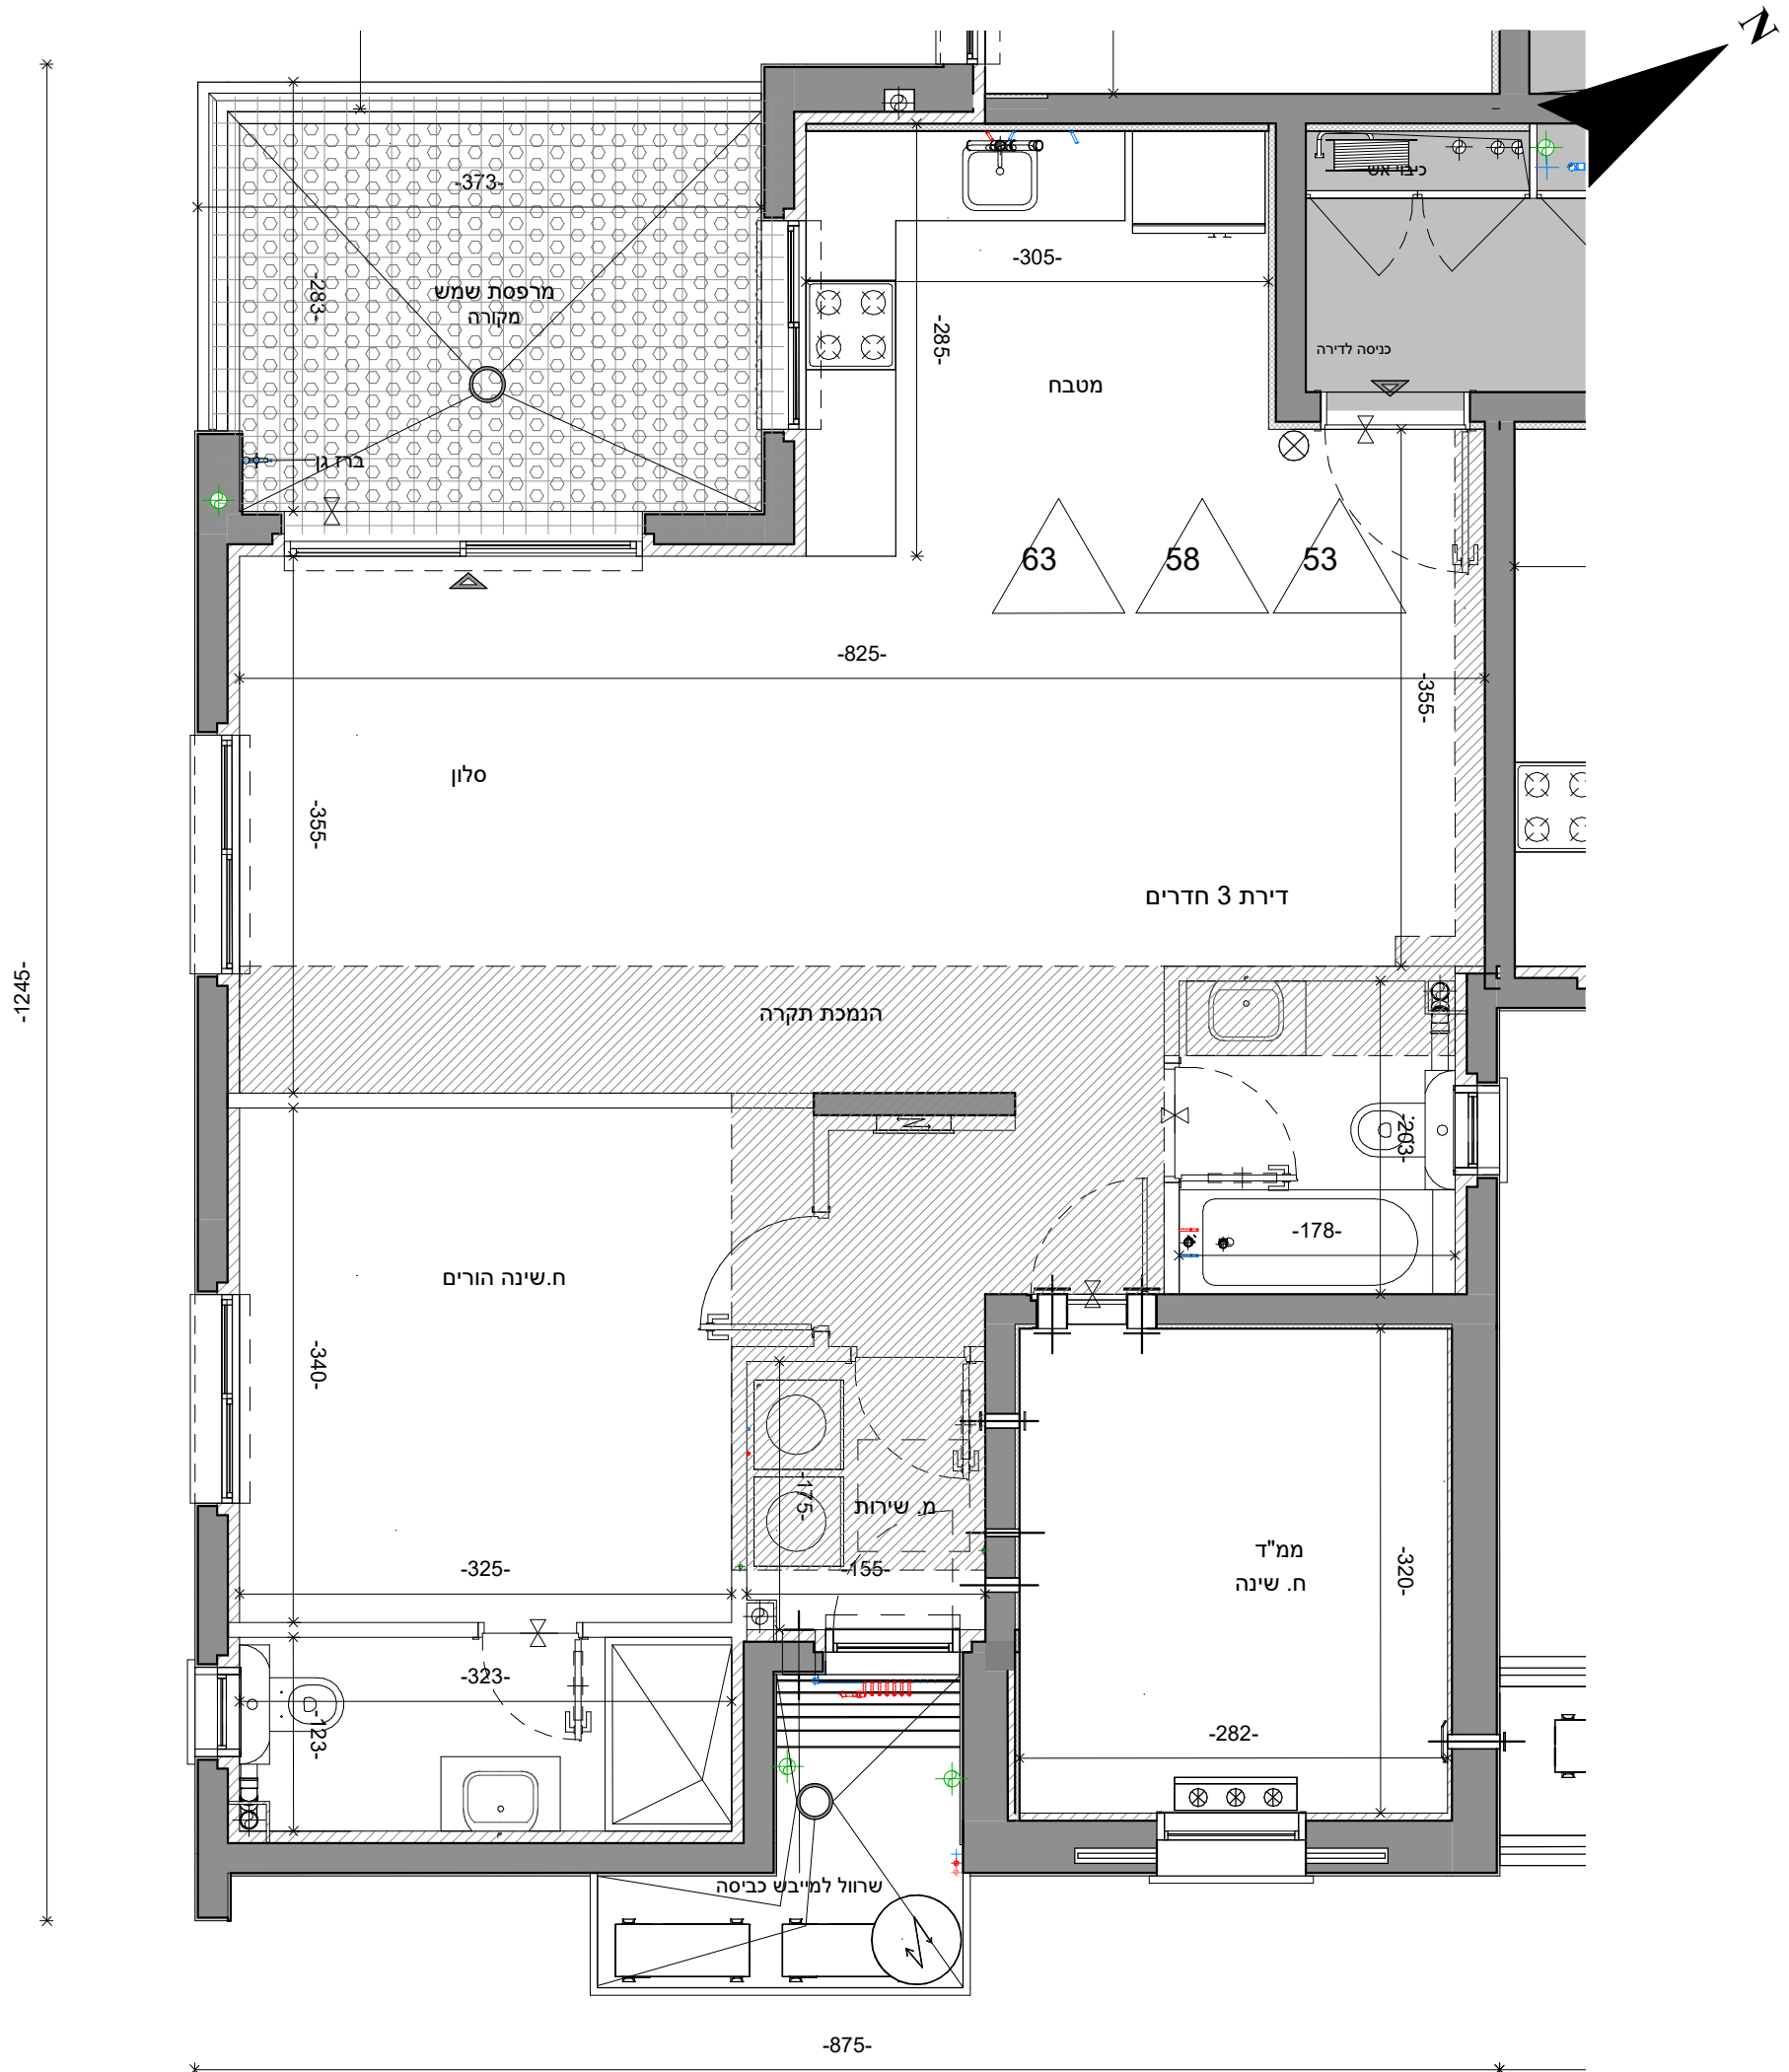 N
-373-
-283-
מרפסת שמש
מקורה
ברז גן
-305-
-285-
מטבח
כיבוי אש
כניסה לדירה
63
58
53
-825-
-355-
-355-
סלון
דירת 3 חדרים
-1245-
הנמכת תקרה
-203-
-178-
ח.שינה הורים
-340-
-175-
מ. שירות
-155-
-325-
ממ"ד
ח. שינה
-320-
-323-
-123-
-282-
שרוול למייבש כביסה
-875-